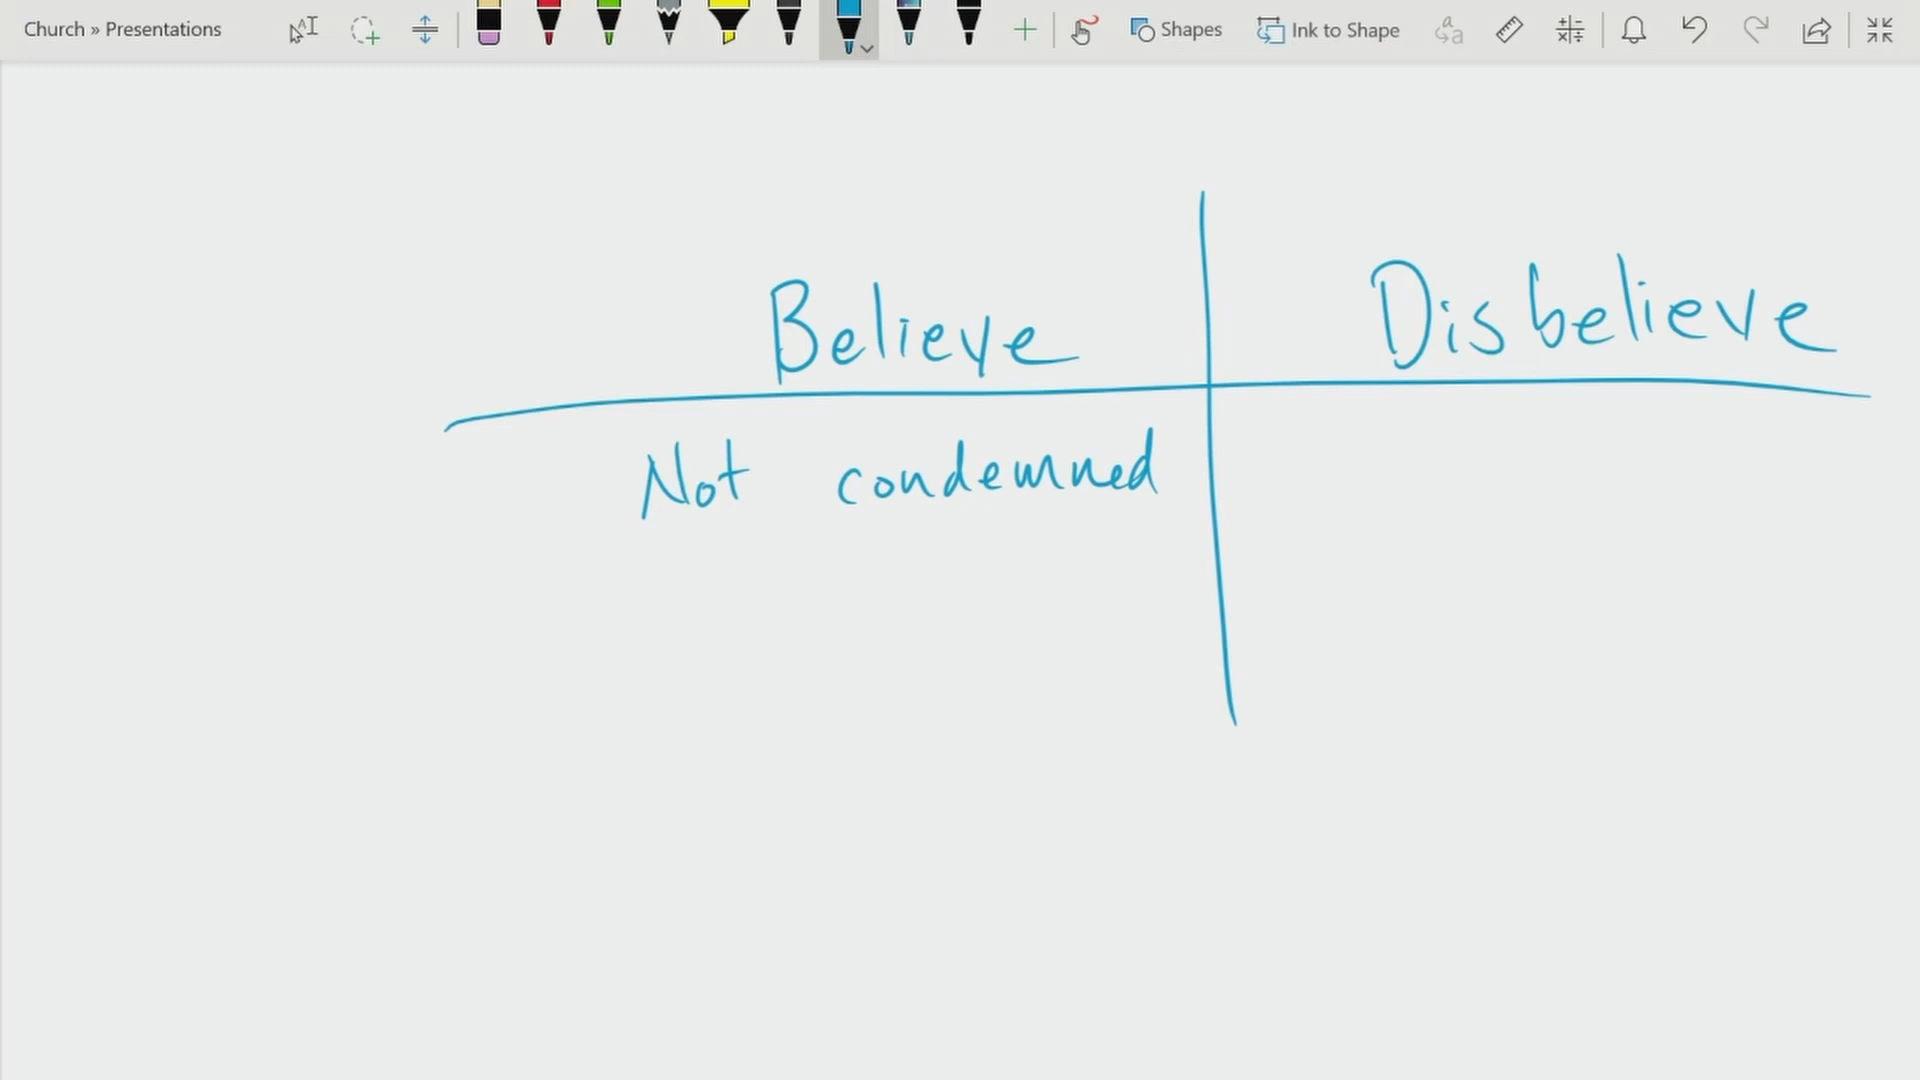 Church » Presentations
Shapes
Ink to Shape
Believe
Disbelieve
Not condemned